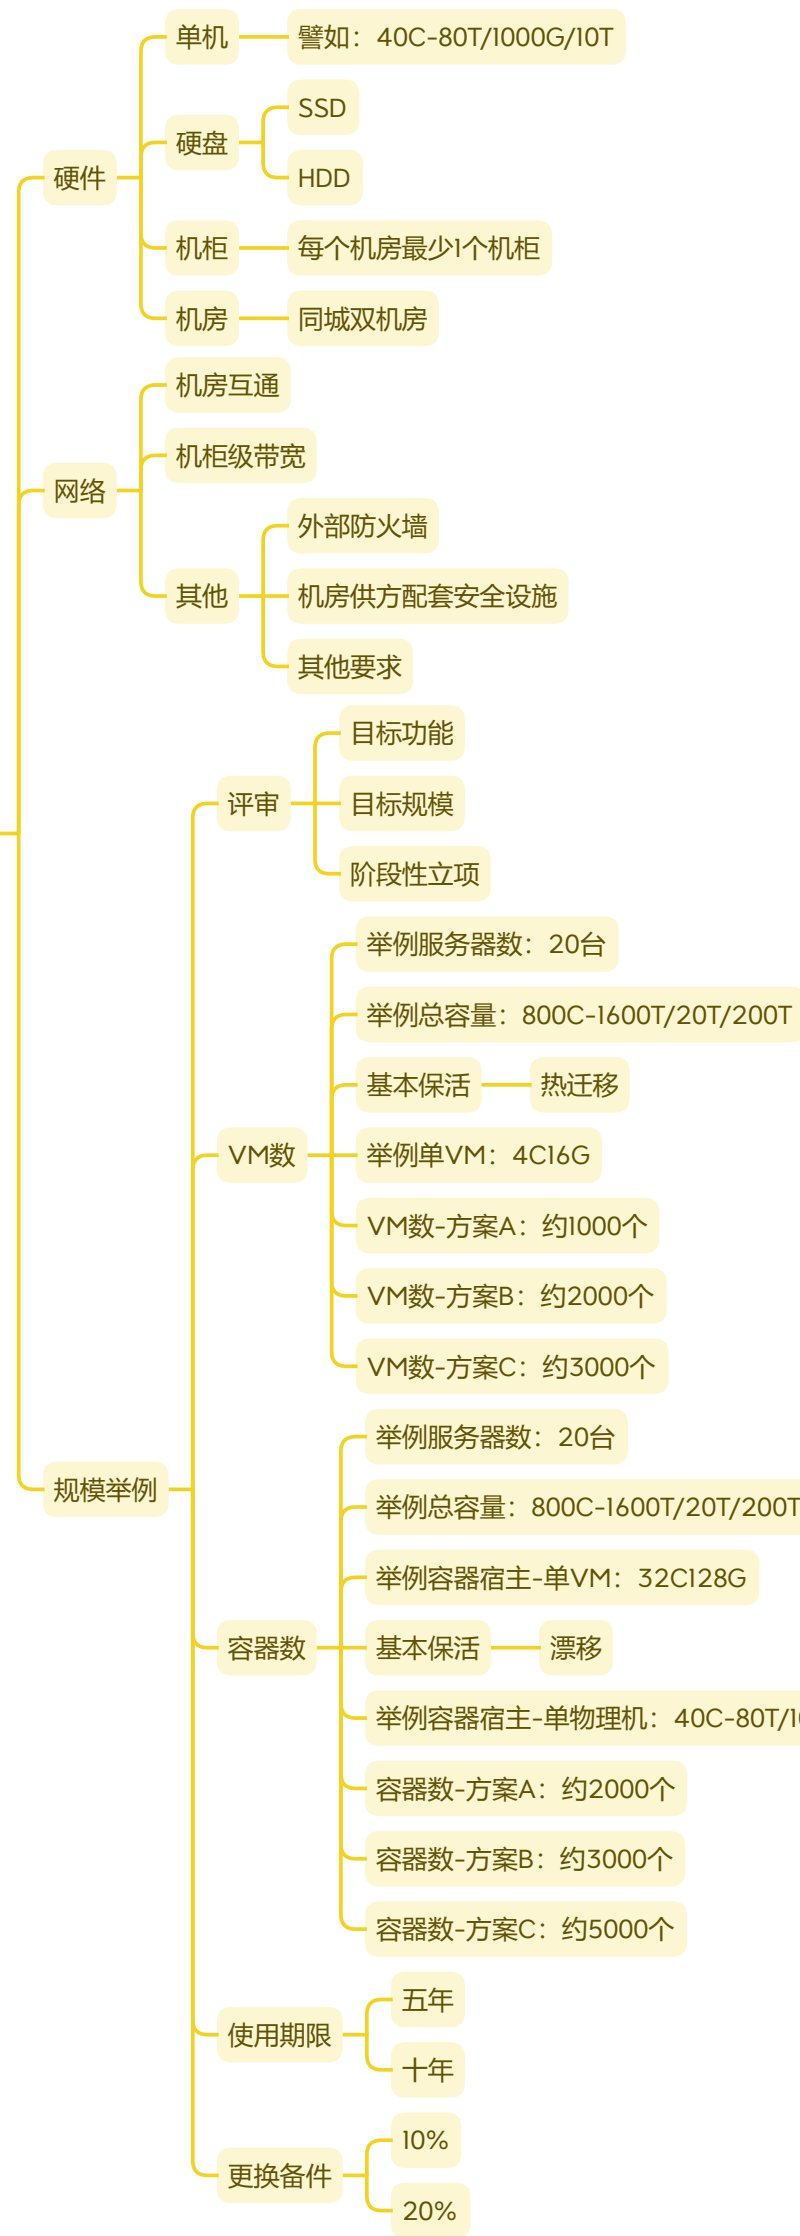 硬件
单机
譬如：40C-80T/1000G/10T
硬盘
SSD
HDD
机柜
每个机房最少1个机柜
机房
同城双机房
网络
机房互通
机柜级带宽
其他
外部防火墙
机房供方配套安全设施
其他要求
规模举例
评审
目标功能
目标规模
阶段性立项
VM数
举例服务器数：20台
举例总容量：800C-1600T/20T/200T
基本保活
热迁移
举例单VM：4C16G
VM数-方案A：约1000个
VM数-方案B：约2000个
VM数-方案C：约3000个
容器数
举例服务器数：20台
举例总容量：800C-1600T/20T/200T
举例容器宿主-单VM：32C128G
基本保活
漂移
举例容器宿主-单物理机：40C-80T/1
容器数-方案A：约2000个
容器数-方案B：约3000个
容器数-方案C：约5000个
使用期限
五年
十年
更换备件
10%
20%